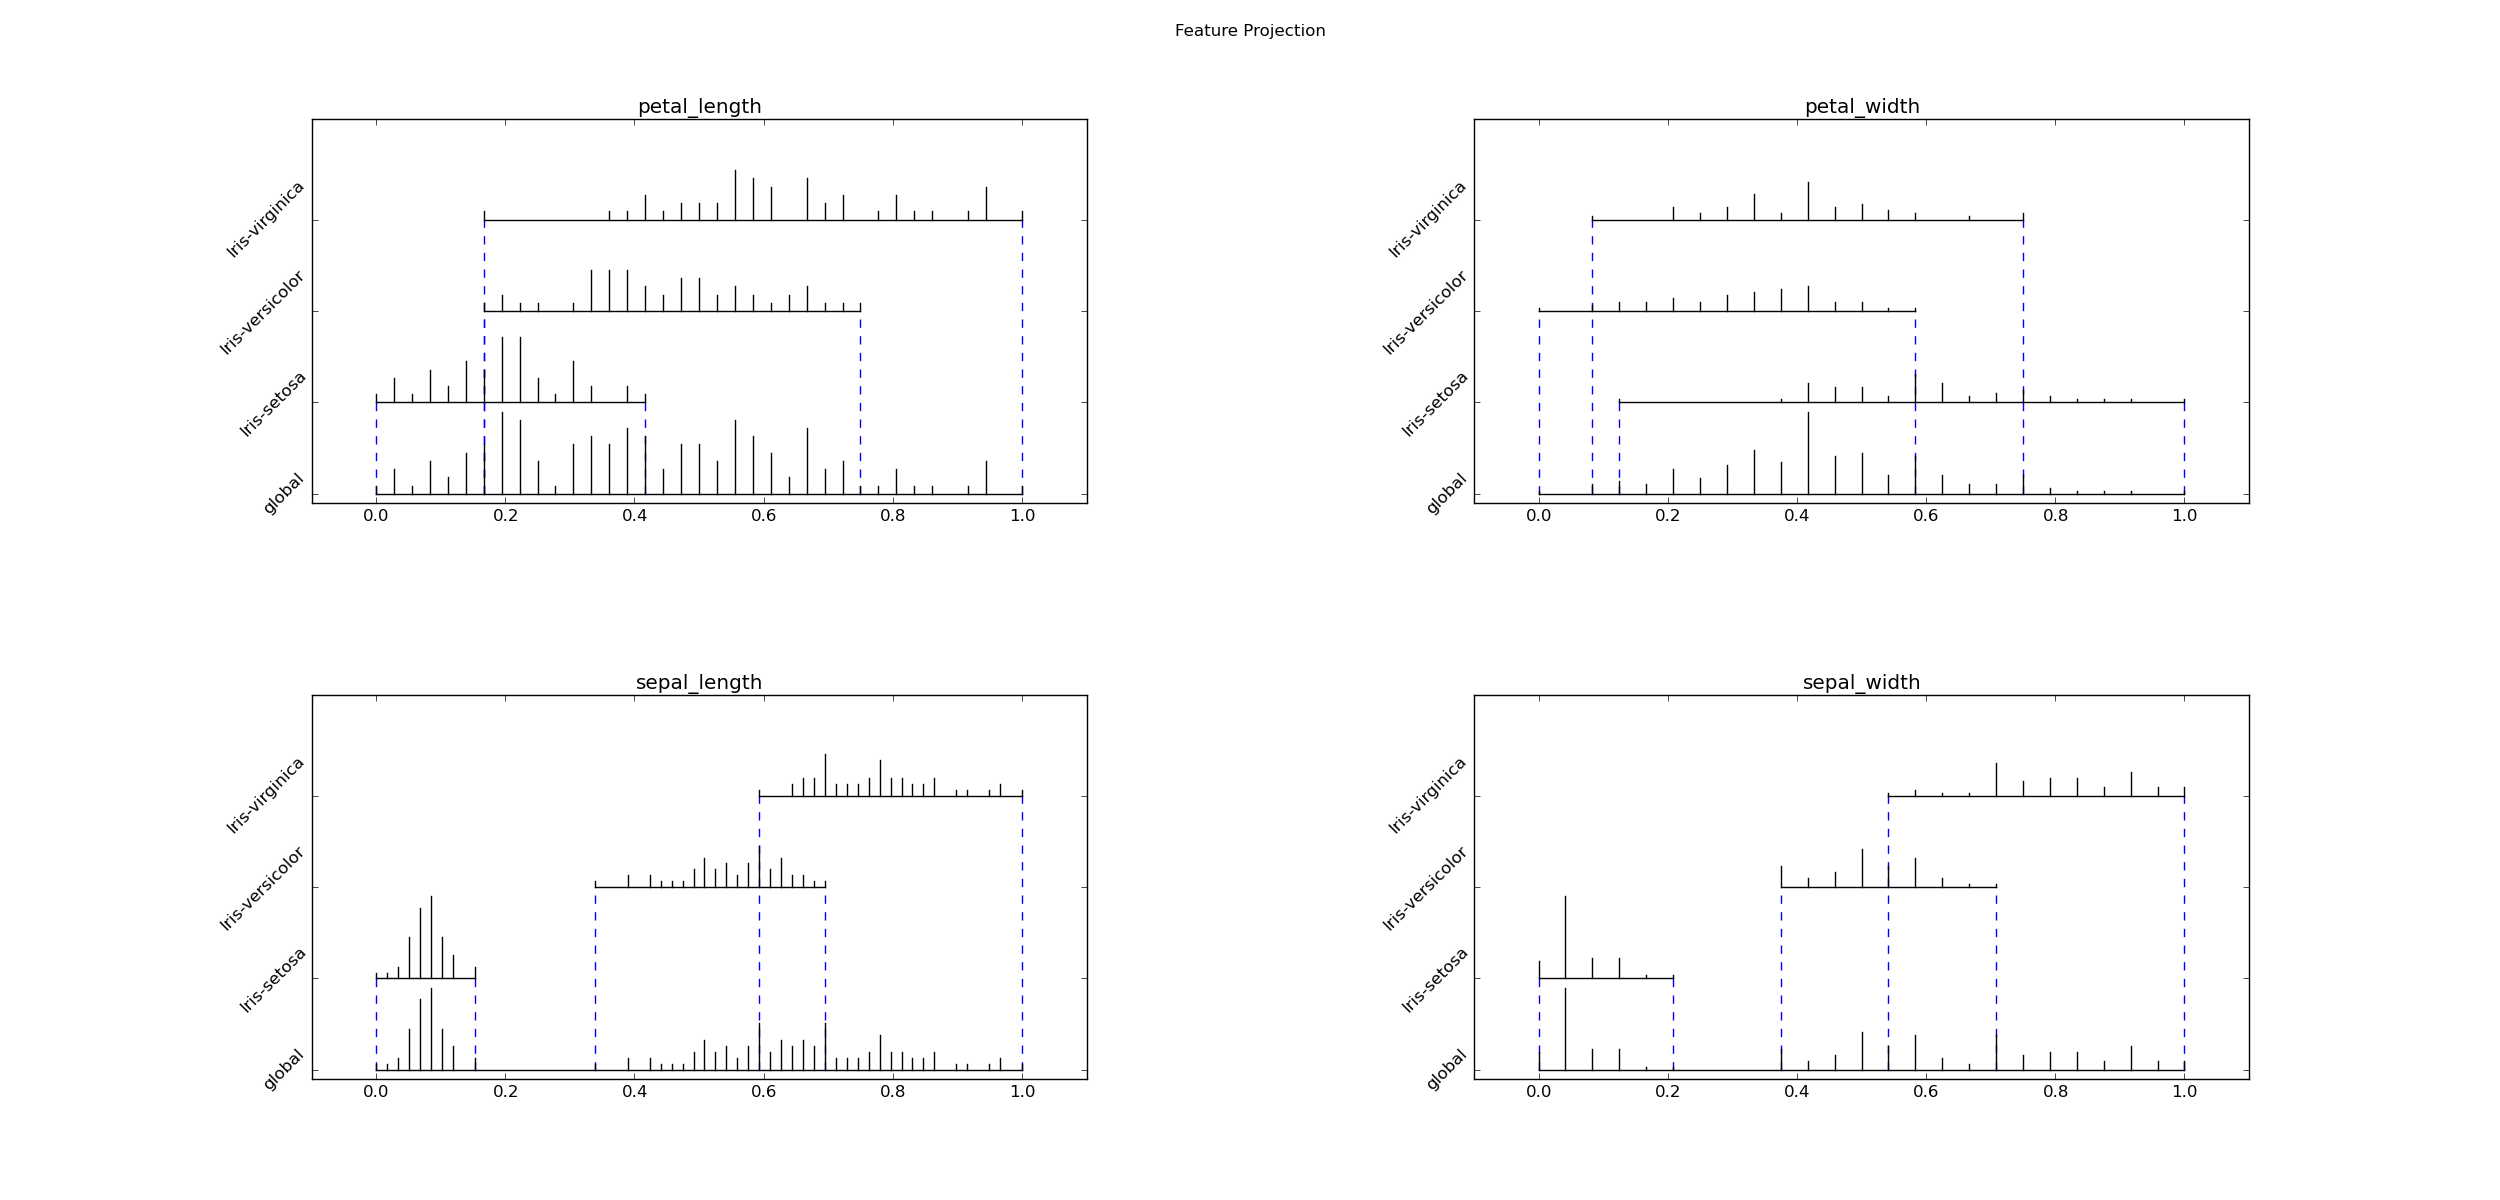 Feature Projection
petal_length
Iris-virginica
Iris-versicolor
Iris-setosa
global
0.0 0.2 0.4 0.6 0.8 1.0
petal_width
Iris-virginica
Iris-versicolor
Iris-setosa
global
0.0 0.2 0.4 0.6 0.8 1.0
sepal_length
Iris-virginica
Iris-versicolor
Iris-setosa
global
0.0 0.2 0.4 0.6 0.8 1.0
sepal_width
Iris-virginica
Iris-versicolor
Iris-setosa
global
0.0 0.2 0.4 0.6 0.8 1.0